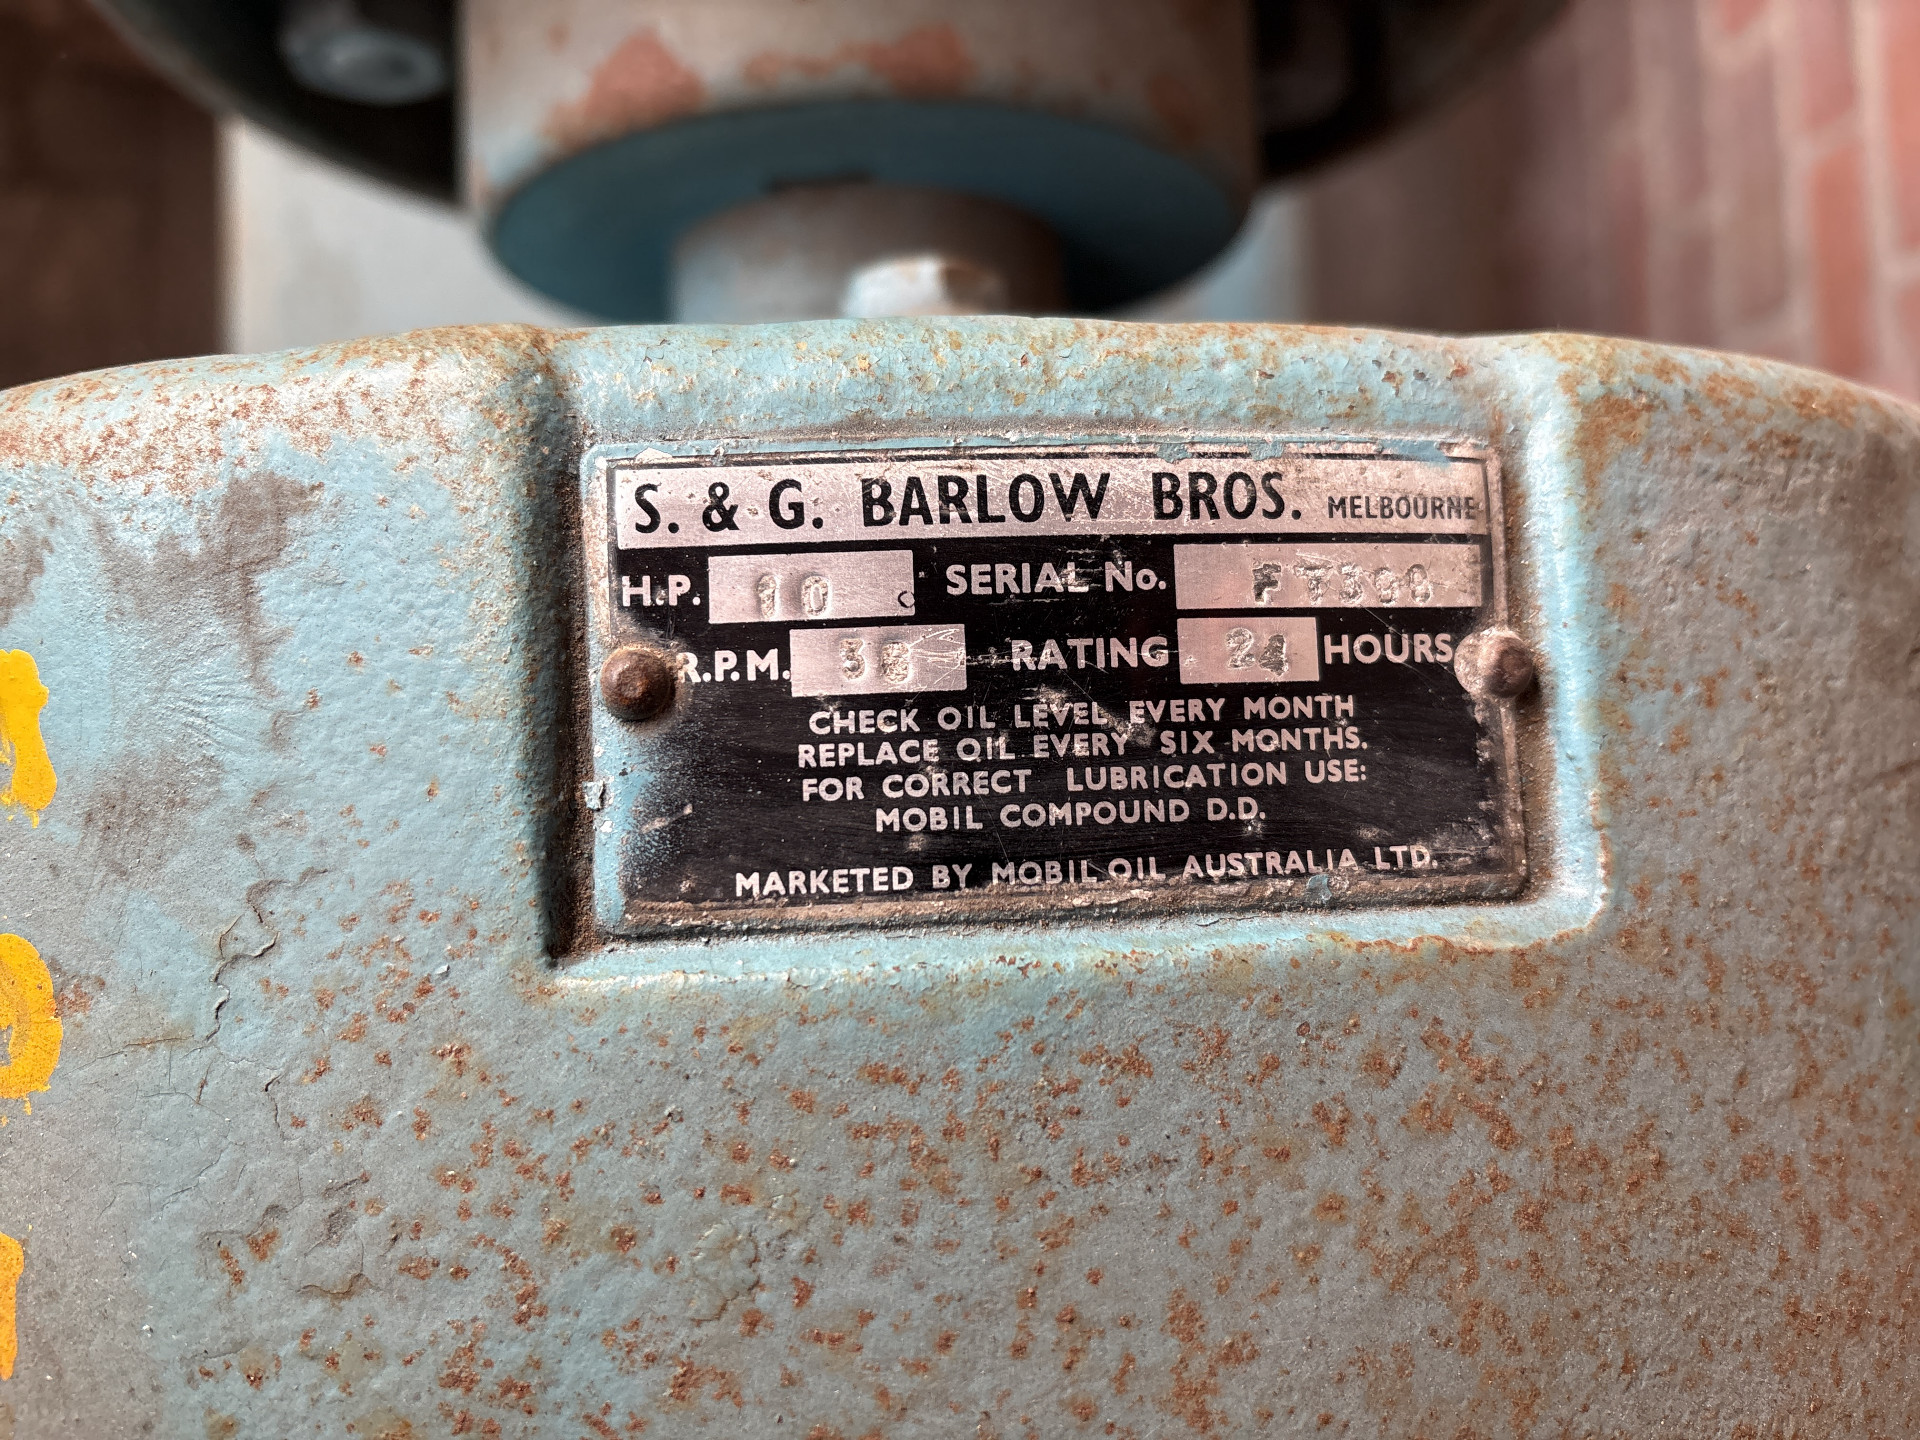 S. & G. BARLOW BROS. MELBOURNE
H.P. 10 SERIAL No.
R.P.M. RATING 24 HOURS
CHECK OIL LEVEL EVERY MONTH
REPLACE OIL EVERY SIX MONTHS.
FOR CORRECT LUBRICATION USE:
MOBIL COMPOUND D.D.
MARKETED BY MOBIL OIL AUSTRALIA LTD.